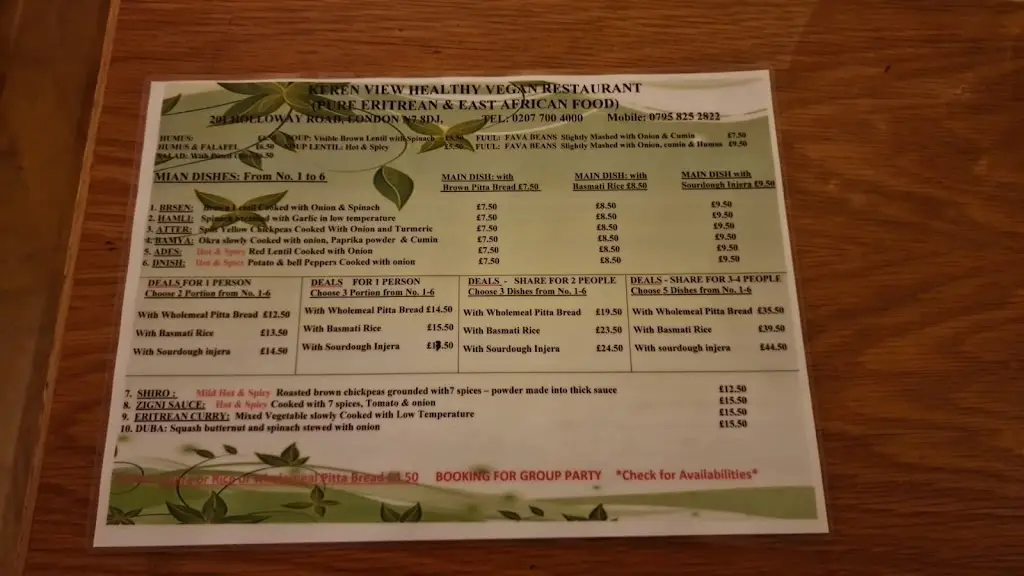 KEREN VIEW HEALTHY VEGAN RESTAURANT
(PURE ERITREAN & EAST AFRICAN FOOD)
201 HOLLOWAY ROAD, LONDON N7 8DJ, TEL: 0207 700 4000 Mobile: 0795 825 2822
HUMUS: SOUP: Visible Brown Lentil with Spinach £5.50 FUUL: FAVA BEANS Slightly Mashed with Onion & Cumin £7.50
HUMUS & FALAFEL £6.50 SOUP LENTIL: Hot & Spicy £5.50 FUUL: FAVA BEANS Slightly Mashed with Onion, cumin & Humus £9.50
SALAD: With £6.50
MIAN DISHES: From No. 1 to 6
MAIN DISH: with Brown Pitta Bread £7.50
MAIN DISH: with Basmati Rice £8.50
MAIN DISH with Sourdough Injera £9.50
1. BRSEN: Brown Lentil Cooked with Onion & Spinach £7.50 £8.50 £9.50
2. HAMLI: Spinach Steamed with Garlic in low temperature £7.50 £8.50 £9.50
3. ATTER: Split Yellow Chickpeas Cooked With Onion and Turmeric £7.50 £8.50 £9.50
4. BAMYA: Okra slowly Cooked with onion, Paprika powder & Cumin £7.50 £8.50 £9.50
5. ADES: Hot & Spicy Red Lentil Cooked with Onion £7.50 £8.50 £9.50
6. DNISH: Hot & Spicy Potato & bell Peppers Cooked with onion £7.50 £8.50 £9.50
DEALS FOR 1 PERSON
Choose 2 Portion from No. 1-6
With Wholemeal Pitta Bread £12.50
With Basmati Rice £13.50
With Sourdough injera £14.50
DEALS FOR 1 PERSON
Choose 3 Portion from No. 1-6
With Wholemeal Pitta Bread £14.50
With Basmati Rice £15.50
With Sourdough Injera
DEALS - SHARE FOR 2 PEOPLE
Choose 3 Dishes from No. 1-6
With Wholemeal Pitta Bread £19.50
With Basmati Rice £23.50
With Sourdough Injera £24.50
DEALS - SHARE FOR 3-4 PEOPLE
Choose 5 Dishes from No. 1-6
With Wholemeal Pitta Bread £35.50
With Basmati Rice £39.50
With sourdough Injera £44.50
7. SHIRO : Mild Hot & Spicy Roasted brown chickpeas grounded with7 spices – powder made into thick sauce £12.50
8. ZIGNI SAUCE: Hot & Spicy Cooked with 7 spices, Tomato & onion £15.50
9. ERITREAN CURRY: Mixed Vegetable slowly Cooked with Low Temperature £15.50
10. DUBA: Squash butternut and spinach stewed with onion £15.50
or Rice or Wholemeal Pitta Bread £3.50 BOOKING FOR GROUP PARTY *Check for Availabilities*